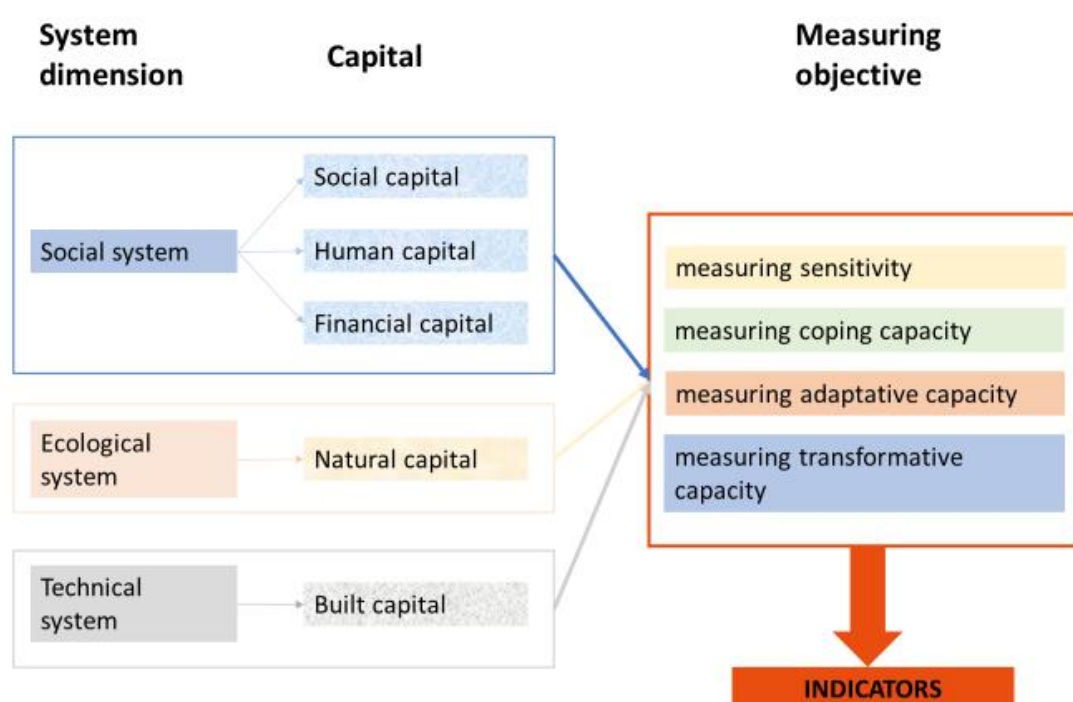 System
dimension
Capital
Measuring
objective
Social system
Social capital
Human capital
Financial capital
Ecological
system
Natural capital
Technical
system
Built capital
measuring sensitivity
measuring coping capacity
measuring adaptative capacity
measuring transformative
capacity
INDICATORS